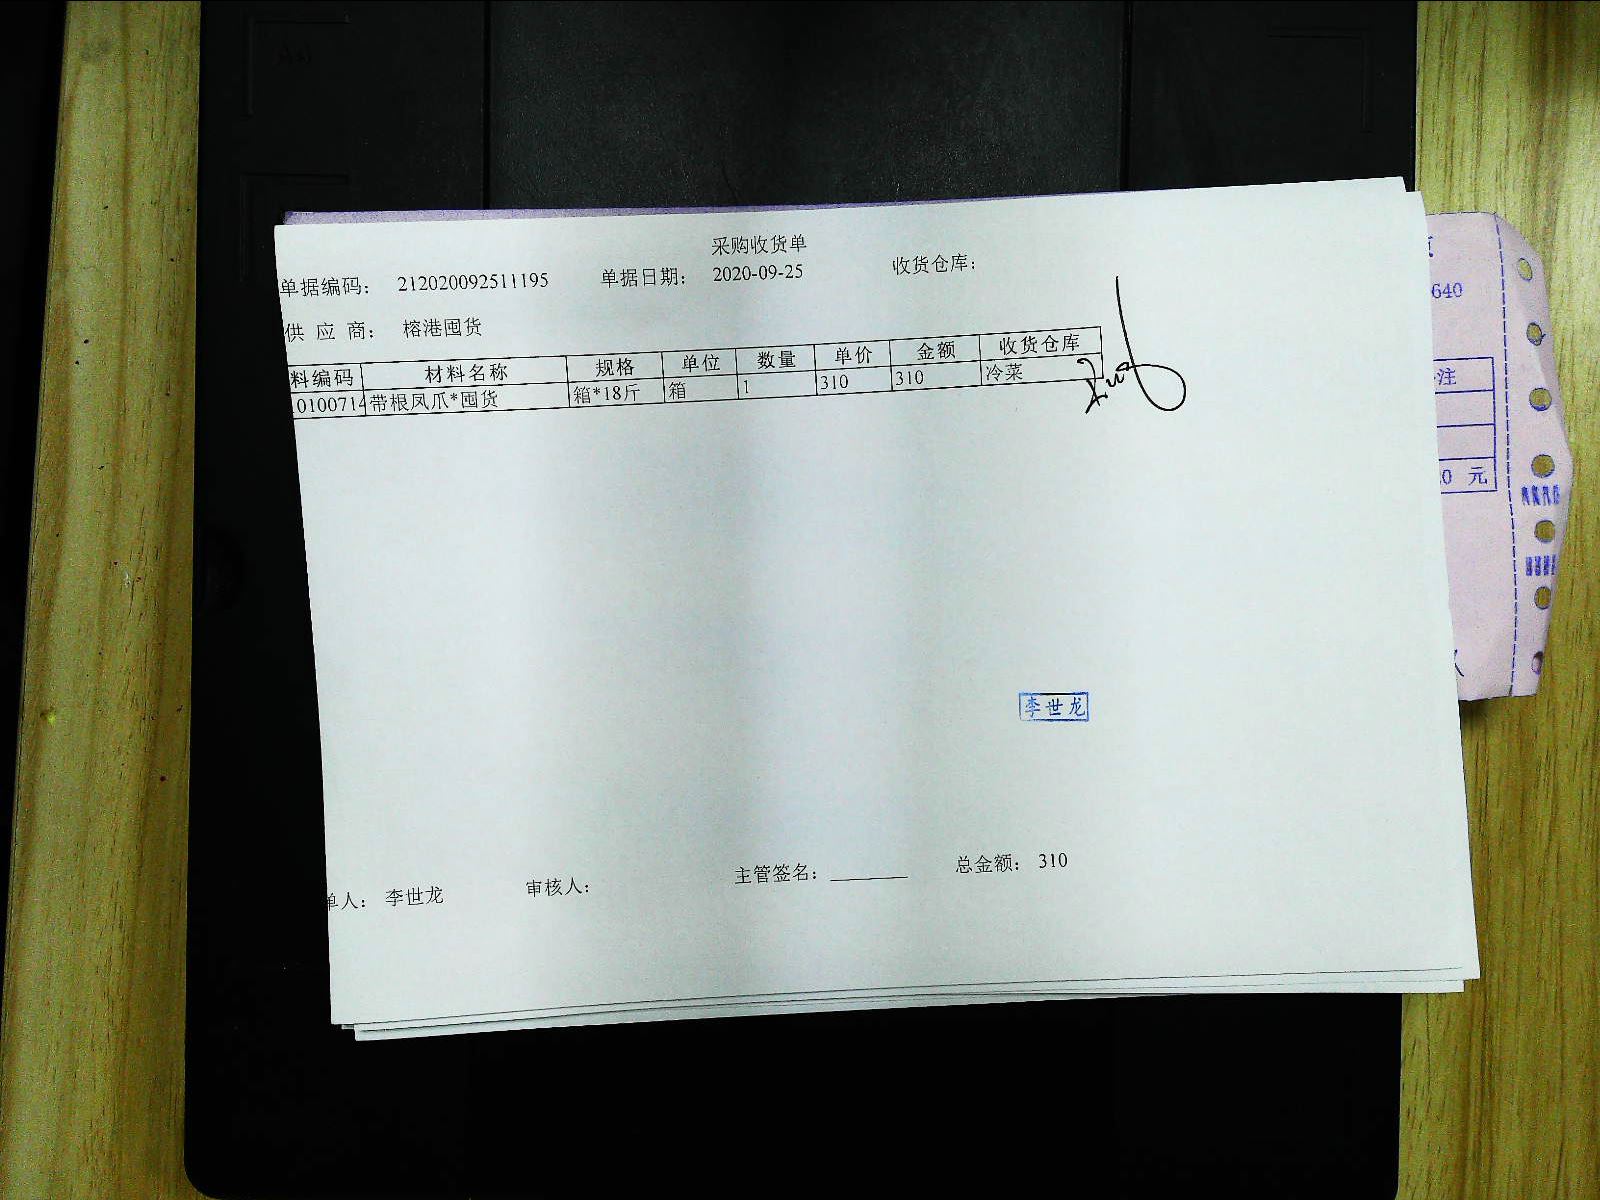 采购收货单
单据编码: 212020092511195 单据日期: 2020-09-25 收货仓库:
供应商: 榕港囤货
料编码 材料名称 规格 单位 数量 单价 金额 收货仓库
0100714 带根凤爪*囤货 箱*18斤 箱 1 310 310 冷菜
李世龙
单人: 李世龙 审核人: 主管签名: ________ 总金额: 310
640
注
0 元